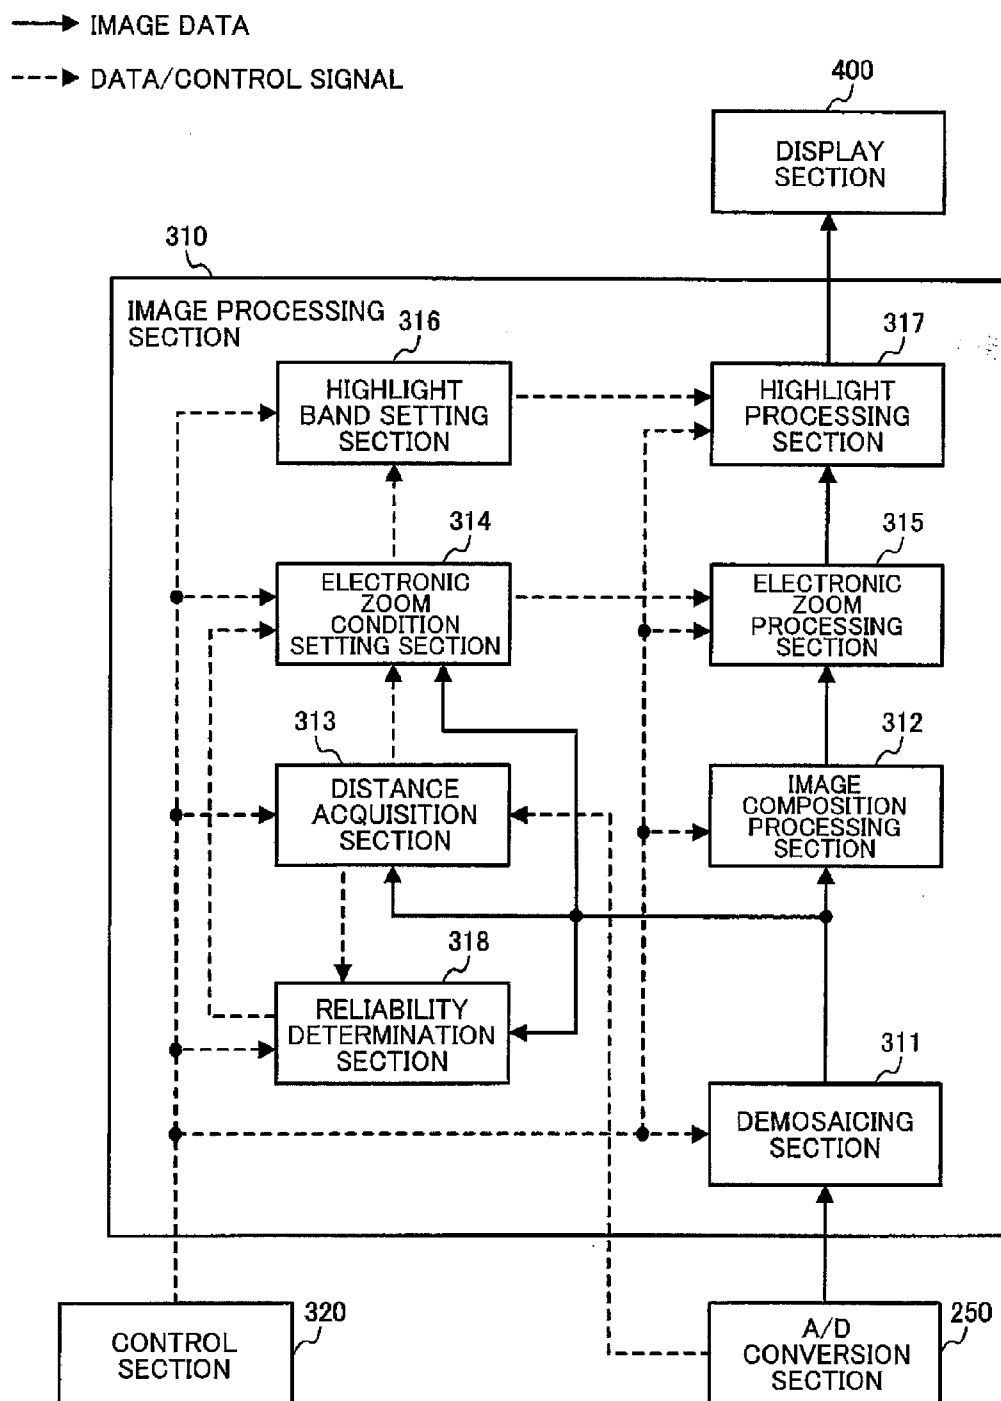 IMAGE DATA
DATA/CONTROL SIGNAL
400
DISPLAY
SECTION
310
IMAGE PROCESSING
SECTION
316
HIGHLIGHT
BAND SETTING
SECTION
317
HIGHLIGHT
PROCESSING
SECTION
314
ELECTRONIC
ZOOM
CONDITION
SETTING SECTION
315
ELECTRONIC
ZOOM
PROCESSING
SECTION
313
DISTANCE
ACQUISITION
SECTION
312
IMAGE
COMPOSITION
PROCESSING
SECTION
318
RELIABILITY
DETERMINATION
SECTION
311
DEMOSAICING
SECTION
320
CONTROL
SECTION
250
A/D
CONVERSION
SECTION